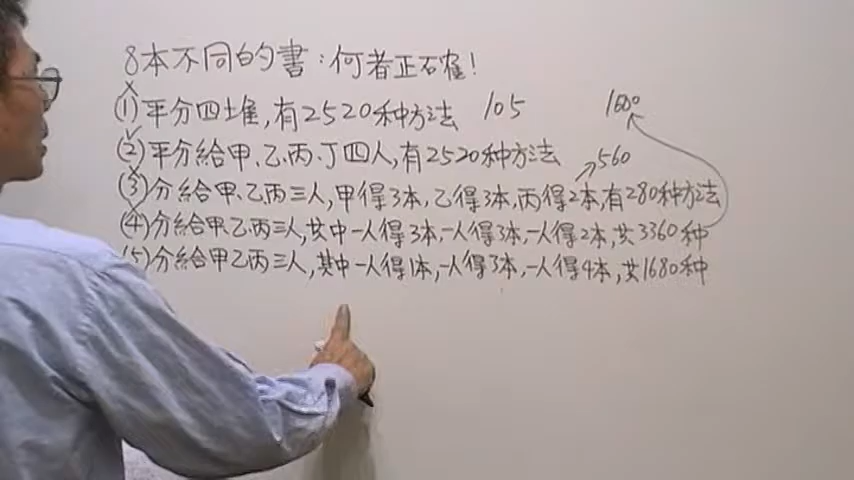 8本不同的書：何者正石隺！
× (1) 平分四堆，有2520种方法 105 1680
✓ (2) 平分給甲、乙、丙、丁四人，有2520种方法 560
× (3) 分給甲、乙、丙三人，甲得3本，乙得3本，丙得2本，有280种方法
(4) 分給甲乙丙三人，其中一人得3本，一人得3本，一人得2本，共3360种
(5) 分給甲乙丙三人，其中一人得1本，一人得3本，一人得4本，共1680种